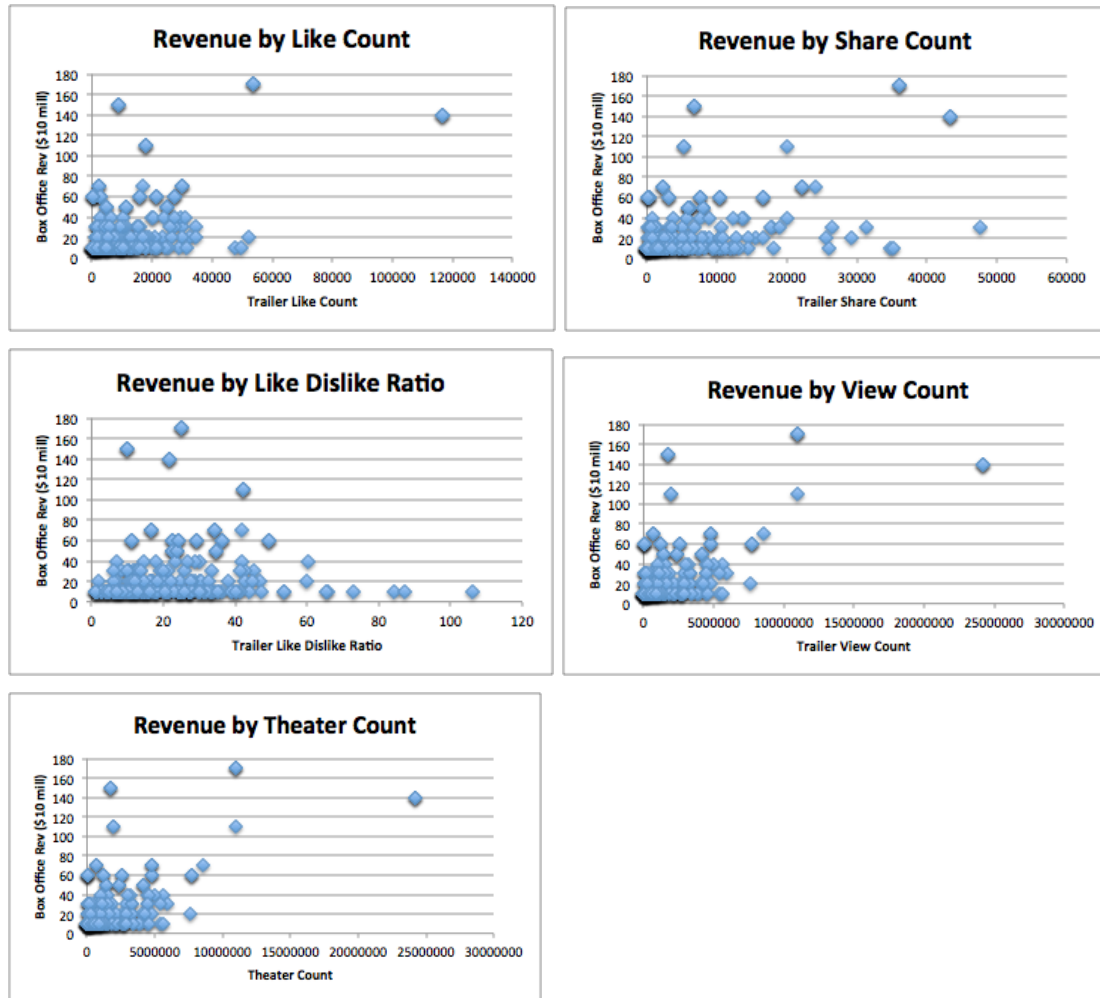 Revenue by Like Count
Box Office Rev ($10 mill)
180
160
140
120
100
80
60
40
20
0
0 20000 40000 60000 80000 100000 120000 140000
Trailer Like Count
Revenue by Share Count
Box Office Rev ($10 mill)
180
160
140
120
100
80
60
40
20
0
0 10000 20000 30000 40000 50000 60000
Trailer Share Count
Revenue by Like Dislike Ratio
Box Office Rev ($10 mill)
180
160
140
120
100
80
60
40
20
0
0 20 40 60 80 100 120
Trailer Like Dislike Ratio
Revenue by View Count
Box Office Rev ($10 mill)
180
160
140
120
100
80
60
40
20
0
0 5000000 10000000 15000000 20000000 25000000 30000000
Trailer View Count
Revenue by Theater Count
Box Office Rev ($10 mill)
180
160
140
120
100
80
60
40
20
0
0 5000000 10000000 15000000 20000000 25000000 30000000
Theater Count